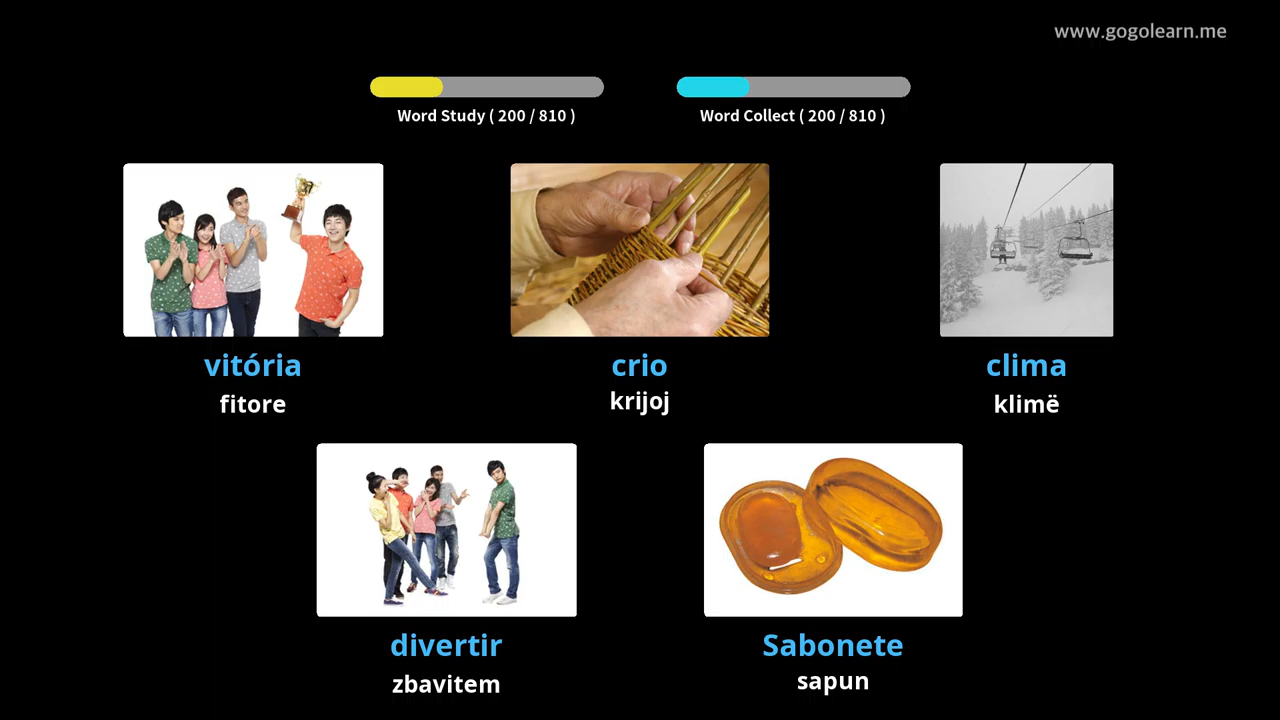 www.gogolearn.me
Word Study ( 200 / 810 )
Word Collect ( 200 / 810 )
vitória
fitore
crio
krijoj
clima
klimë
divertir
zbavitem
Sabonete
sapun